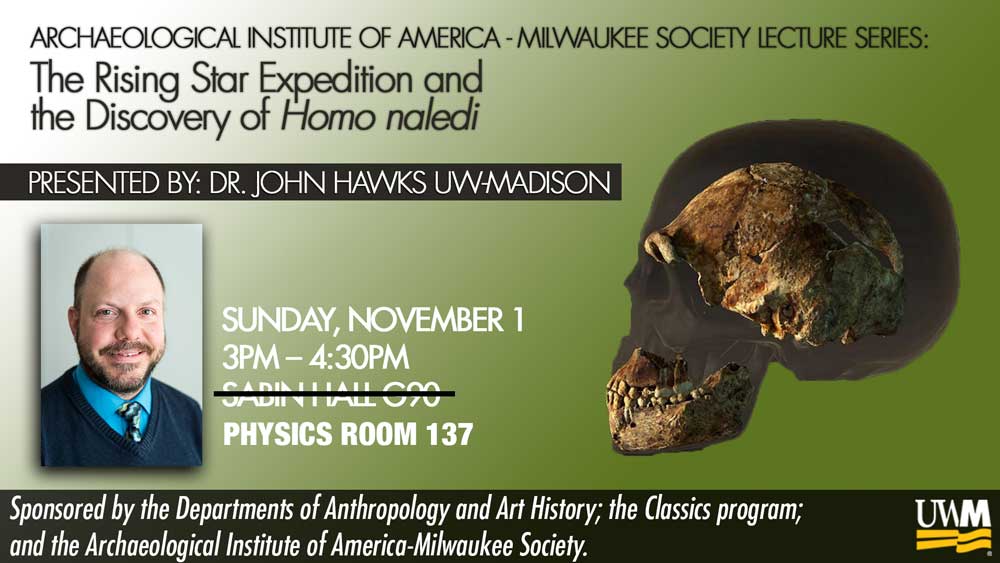 ARCHAEOLOGICAL INSTITUTE OF AMERICA - MILWAUKEE SOCIETY LECTURE SERIES:
The Rising Star Expedition and
the Discovery of Homo naledi
PRESENTED BY: DR. JOHN HAWKS UW-MADISON
SUNDAY, NOVEMBER 1
3PM – 4:30PM
SABIN HALL G90
PHYSICS ROOM 137
Sponsored by the Departments of Anthropology and Art History; the Classics program;
and the Archaeological Institute of America-Milwaukee Society.
UWM
®